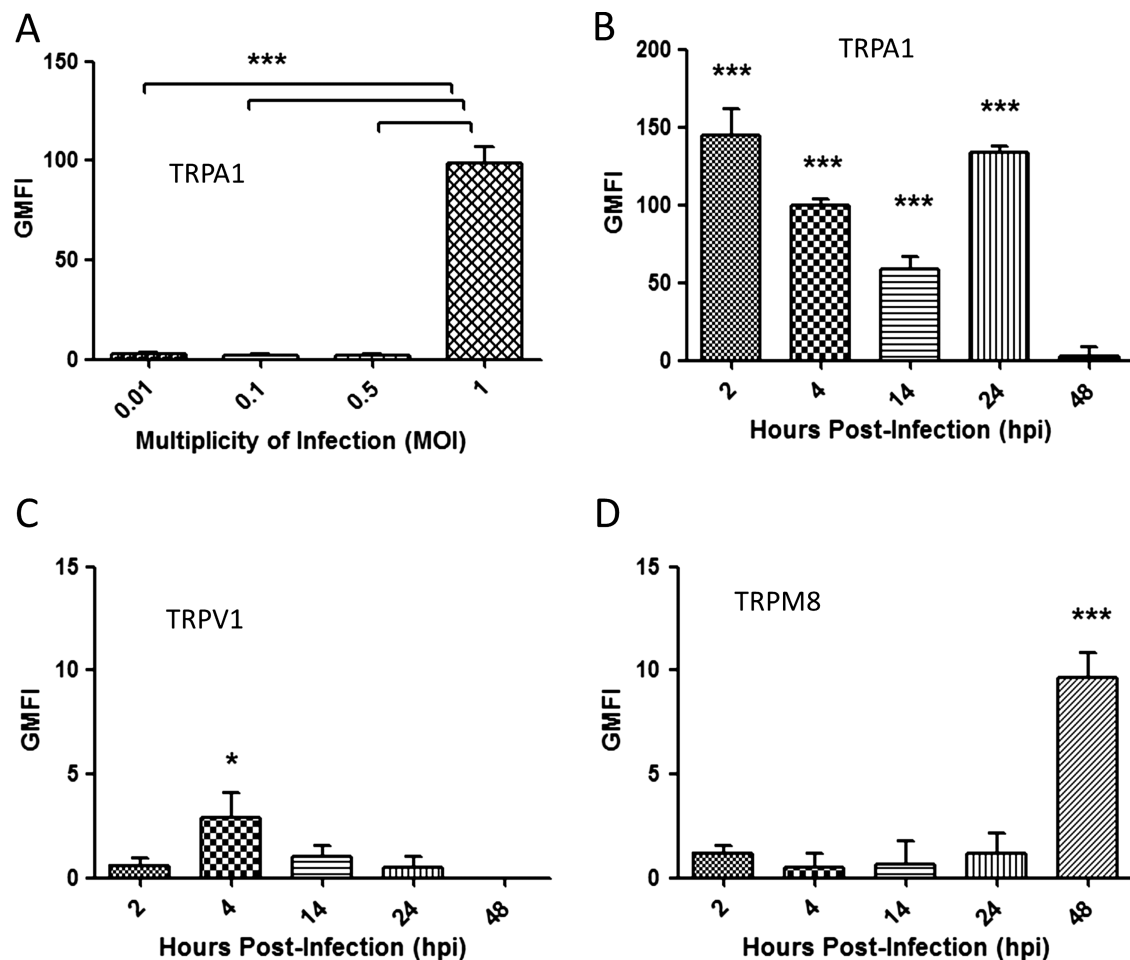 A
150
***
100
TRPA1
GMFI
50
0
0.01
0.1
0.5
1
Multiplicity of Infection (MOI)
B
TRPA1
200
***
150
***
***
100
***
GMFI
50
0
2
4
14
24
48
Hours Post-Infection (hpi)
C
15
TRPV1
10
GMFI
5
*
0
2
4
14
24
48
Hours Post-Infection (hpi)
D
15
TRPM8
***
10
GMFI
5
0
2
4
14
24
48
Hours Post-Infection (hpi)